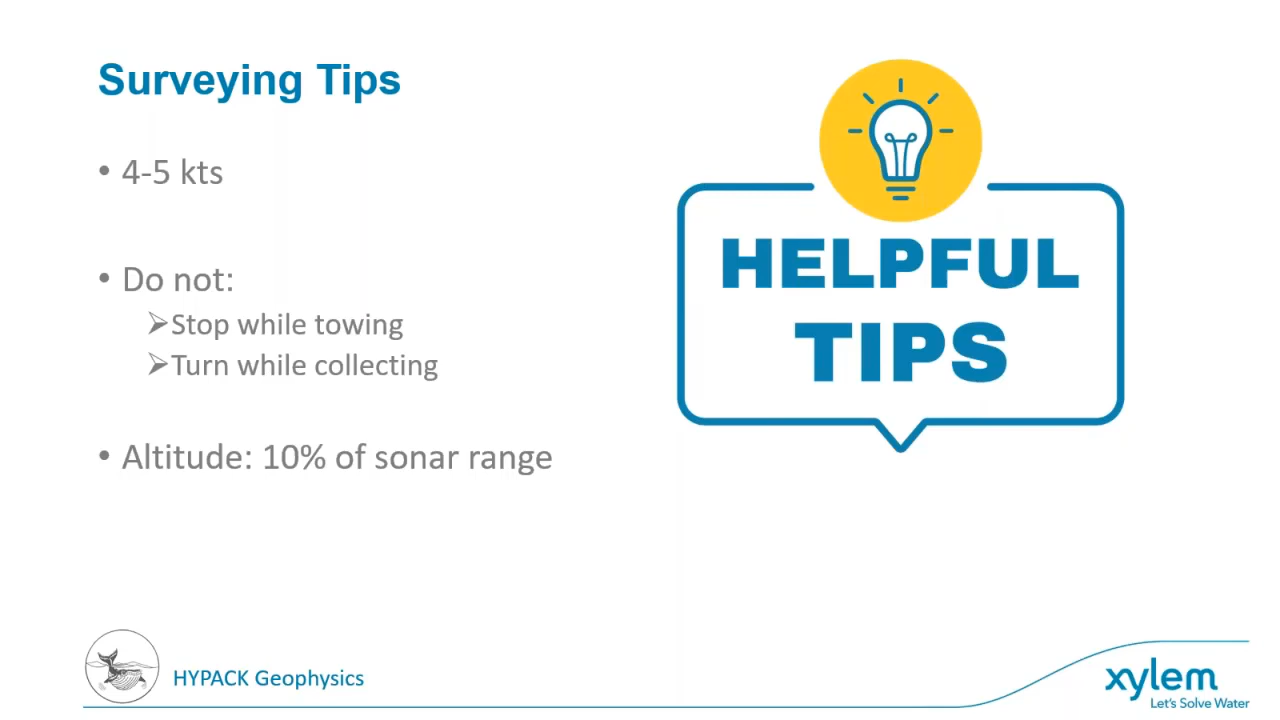 Surveying Tips
• 4-5 kts
• Do not:
➢Stop while towing
➢Turn while collecting
• Altitude: 10% of sonar range
HELPFUL
TIPS
HYPACK Geophysics
xylem
Let's Solve Water